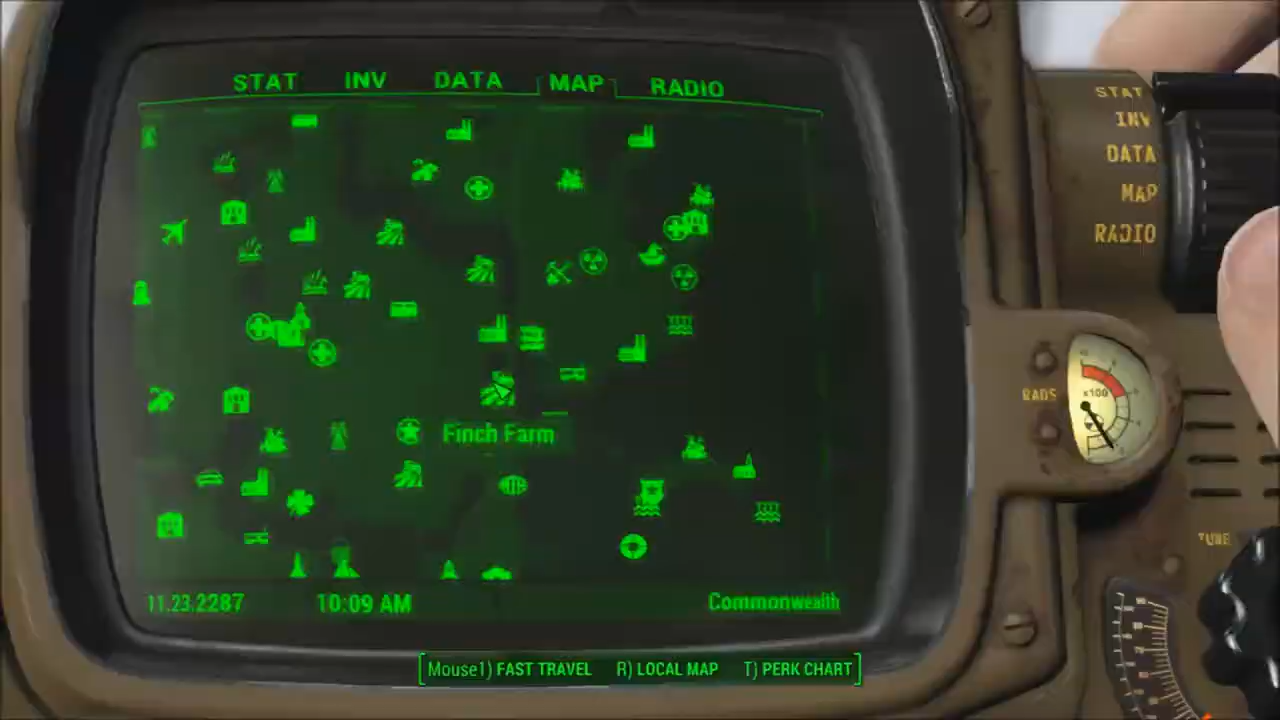 STAT INV DATA MAP RADIO
STAT
INV
DATA
MAP
RADIO
x100
RADS
Finch Farm
TUNE
11.23.2287 10:09 AM Commonwealth
Mouse1) FAST TRAVEL R) LOCAL MAP T) PERK CHART